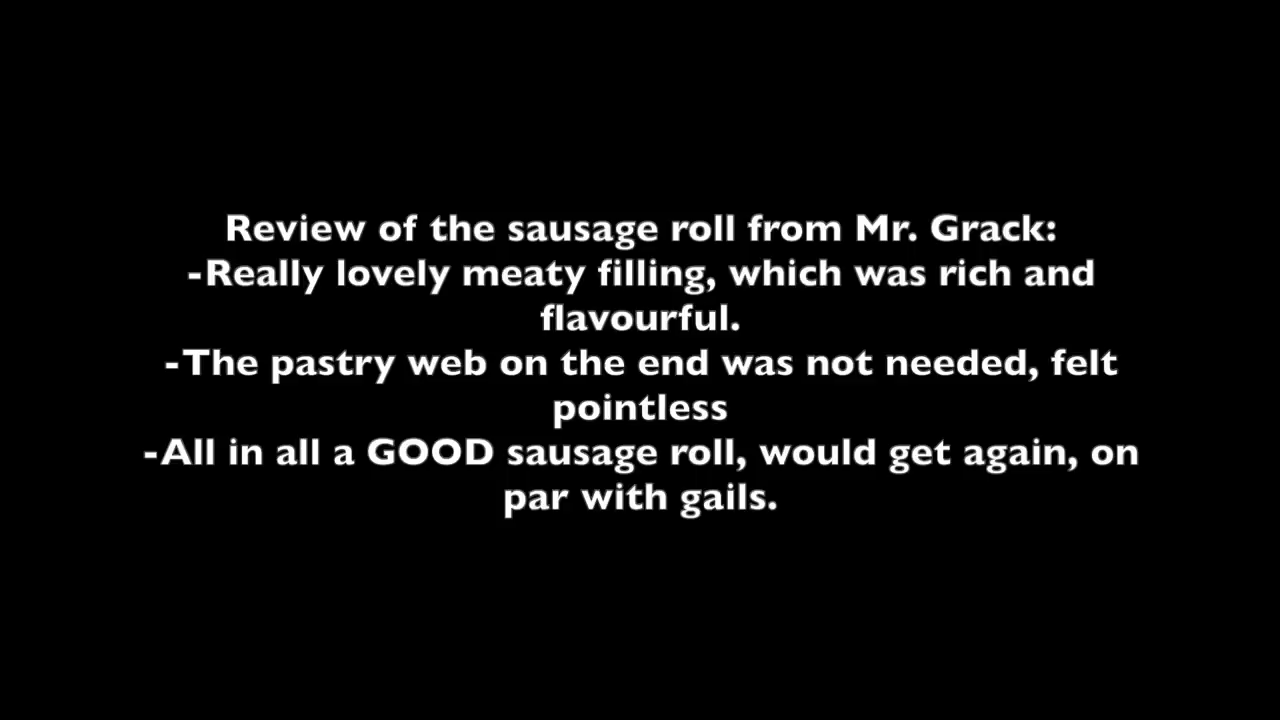 Review of the sausage roll from Mr. Grack:
-Really lovely meaty filling, which was rich and
flavourful.
-The pastry web on the end was not needed, felt
pointless
-All in all a GOOD sausage roll, would get again, on
par with gails.